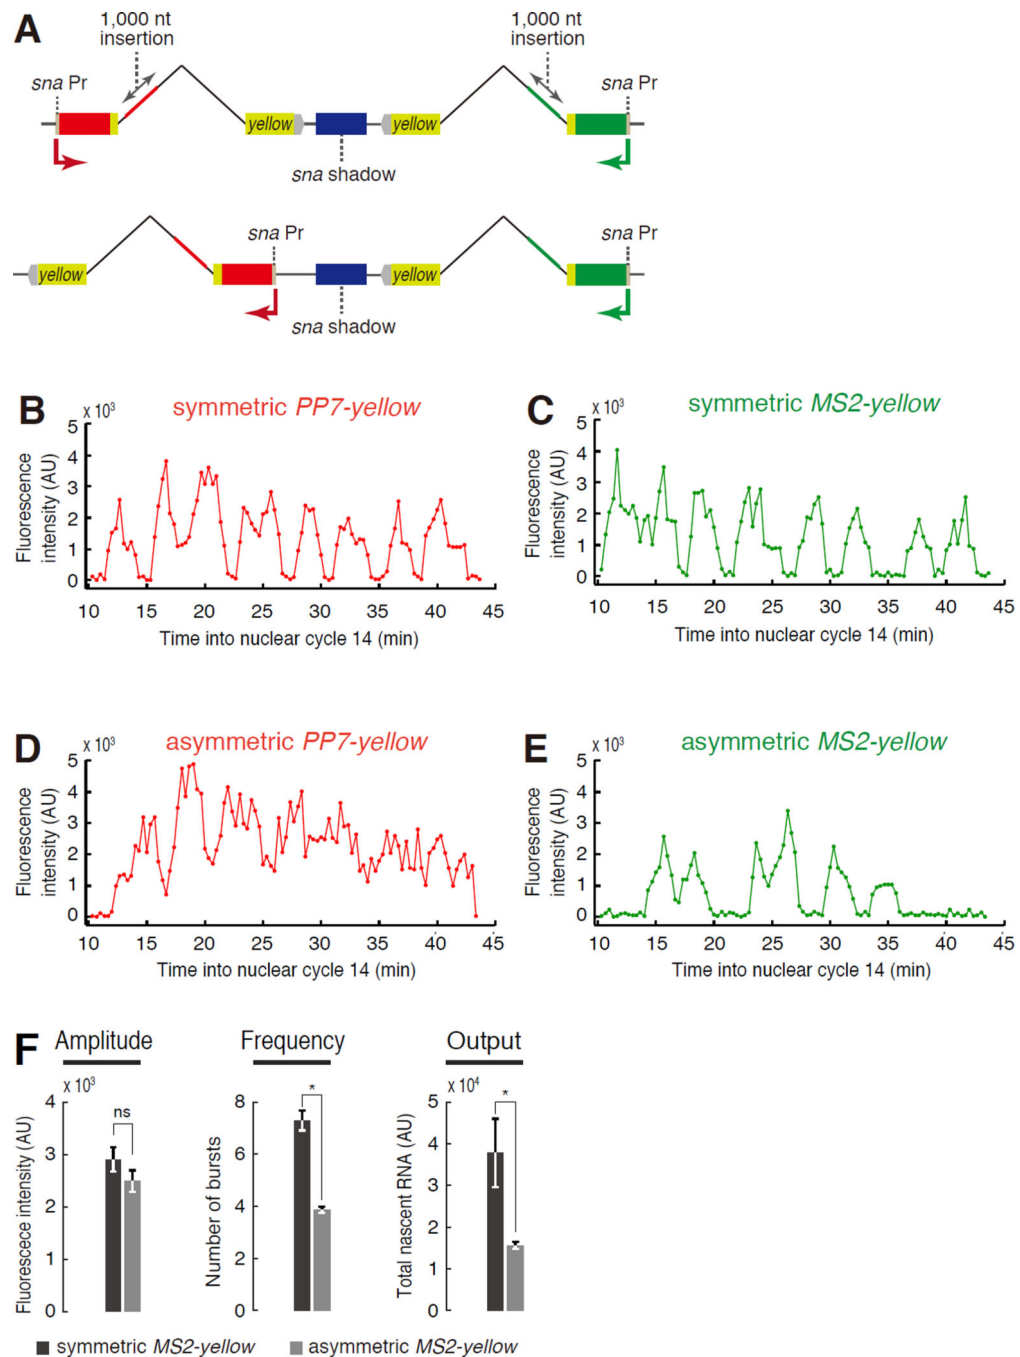 A
1,000 nt
insertion
1,000 nt
insertion
sna Pr
sna Pr
yellow
yellow
sna shadow
sna Pr
sna Pr
yellow
yellow
sna shadow
B
x 10³
symmetric PP7-yellow
Fluorescence
intensity (AU)
5
4
3
2
1
0
10 15 20 25 30 35 40 45
Time into nuclear cycle 14 (min)
C
x 10³
symmetric MS2-yellow
Fluorescence
intensity (AU)
5
4
3
2
1
0
10 15 20 25 30 35 40 45
Time into nuclear cycle 14 (min)
D
x 10³
asymmetric PP7-yellow
Fluorescence
intensity (AU)
5
4
3
2
1
0
10 15 20 25 30 35 40 45
Time into nuclear cycle 14 (min)
E
x 10³
asymmetric MS2-yellow
Fluorescence
intensity (AU)
5
4
3
2
1
0
10 15 20 25 30 35 40 45
Time into nuclear cycle 14 (min)
F
Amplitude
x 10³
Fluorescece intensity (AU)
4
3
2
1
0
ns
Frequency
Number of bursts
8
6
4
2
0
*
Output
x 10⁴
Total nascent RNA (AU)
5
4
3
2
1
0
*
symmetric MS2-yellow
asymmetric MS2-yellow